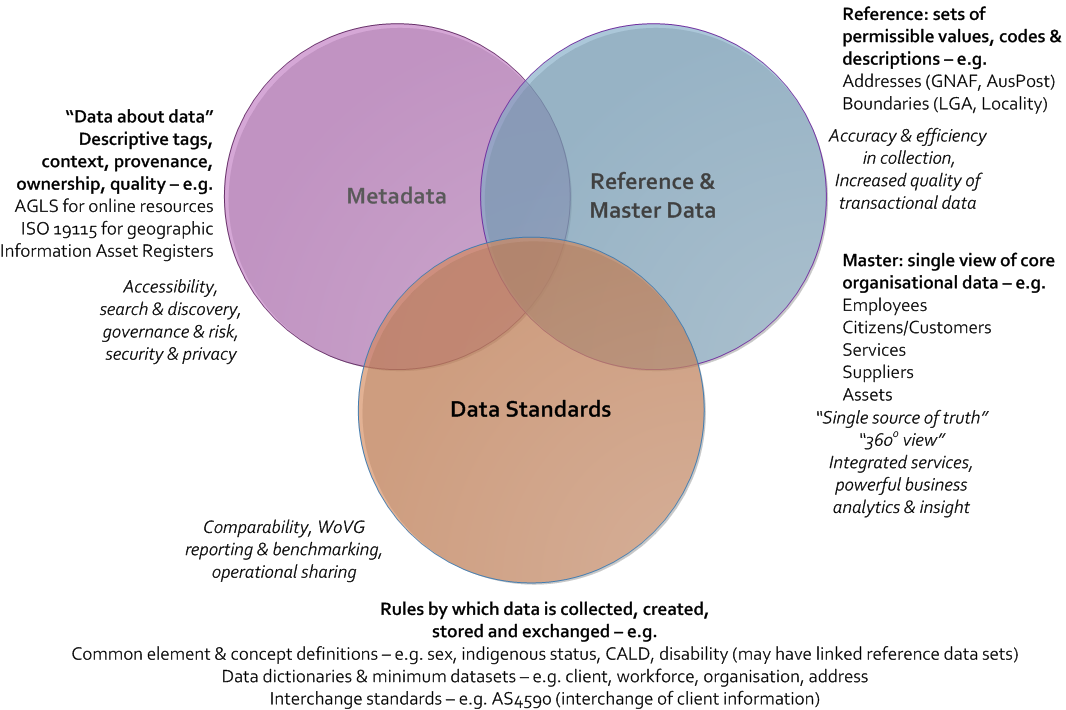 “Data about data”
Descriptive tags,
context, provenance,
ownership, quality – e.g.
AGLS for online resources
ISO 19115 for geographic
Information Asset Registers
Accessibility,
search & discovery,
governance & risk,
security & privacy
Metadata
Reference &
Master Data
Data Standards
Reference: sets of
permissible values, codes &
descriptions – e.g.
Addresses (GNAF, AusPost)
Boundaries (LGA, Locality)
Accuracy & efficiency
in collection,
Increased quality of
transactional data
Master: single view of core
organisational data – e.g.
Employees
Citizens/Customers
Services
Suppliers
Assets
“Single source of truth”
“360° view”
Integrated services,
powerful business
analytics & insight
Comparability, WoVG
reporting & benchmarking,
operational sharing
Rules by which data is collected, created,
stored and exchanged – e.g.
Common element & concept definitions – e.g. sex, indigenous status, CALD, disability (may have linked reference data sets)
Data dictionaries & minimum datasets – e.g. client, workforce, organisation, address
Interchange standards – e.g. AS4590 (interchange of client information)